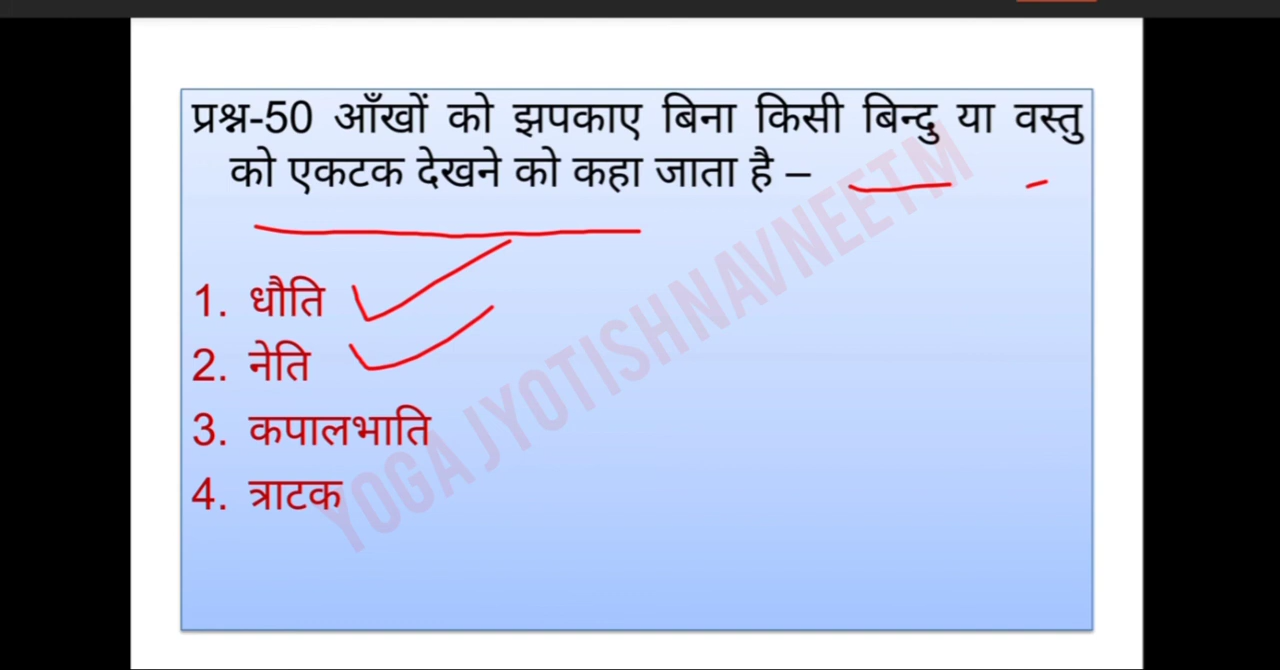 प्रश्न-50 आँखों को झपकाए बिना किसी बिन्दु या वस्तु
को एकटक देखने को कहा जाता है –
1. धौति
2. नेति
3. कपालभाति
4. त्राटक
YOGA JYOTISHNAVNEETM